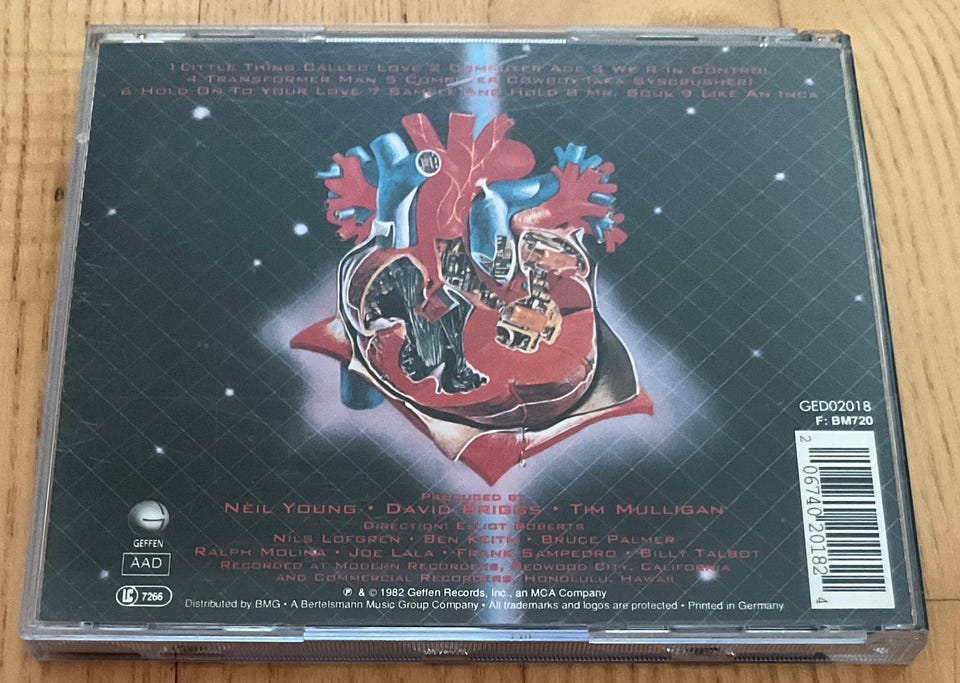 1 Little Thing Called Love 2 Computer Age 3 We R in Control
4 Transformer Man 5 Computer Cowboy (aka Syscrusher)
6 Hold On To Your Love 7 Sample And Hold 8 Mr. Soul 9 Like An Inca
GED02018
F: BM720
2 06740 20182 4
Produced by
Neil Young • David Briggs • Tim Mulligan
Direction: Elliot Roberts
Nils Lofgren • Ben Keith • Bruce Palmer
Ralph Molina • Joe Lala • Frank Sampedro • Billy Talbot
Recorded at Modern Recorders, Redwood City, California
and Commercial Recorders, Honolulu, Hawaii
GEFFEN
AAD
LC 7266
℗ & © 1982 Geffen Records, Inc., an MCA Company
Distributed by BMG • A Bertelsmann Music Group Company • All trademarks and logos are protected • Printed in Germany